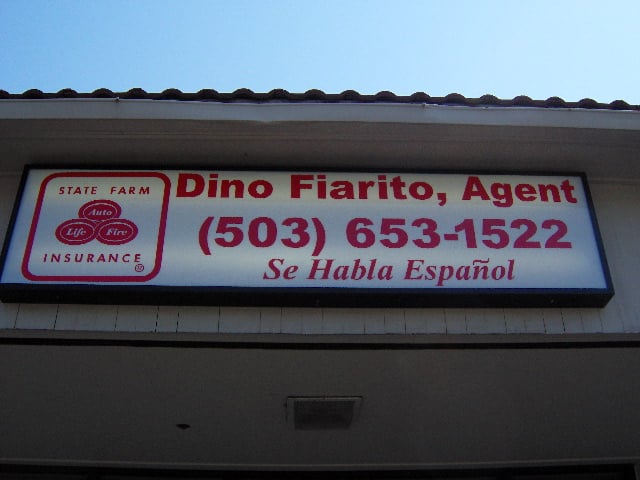 STATE FARM
Auto
Life Fire
INSURANCE
®
Dino Fiarito, Agent
(503) 653-1522
Se Habla Español